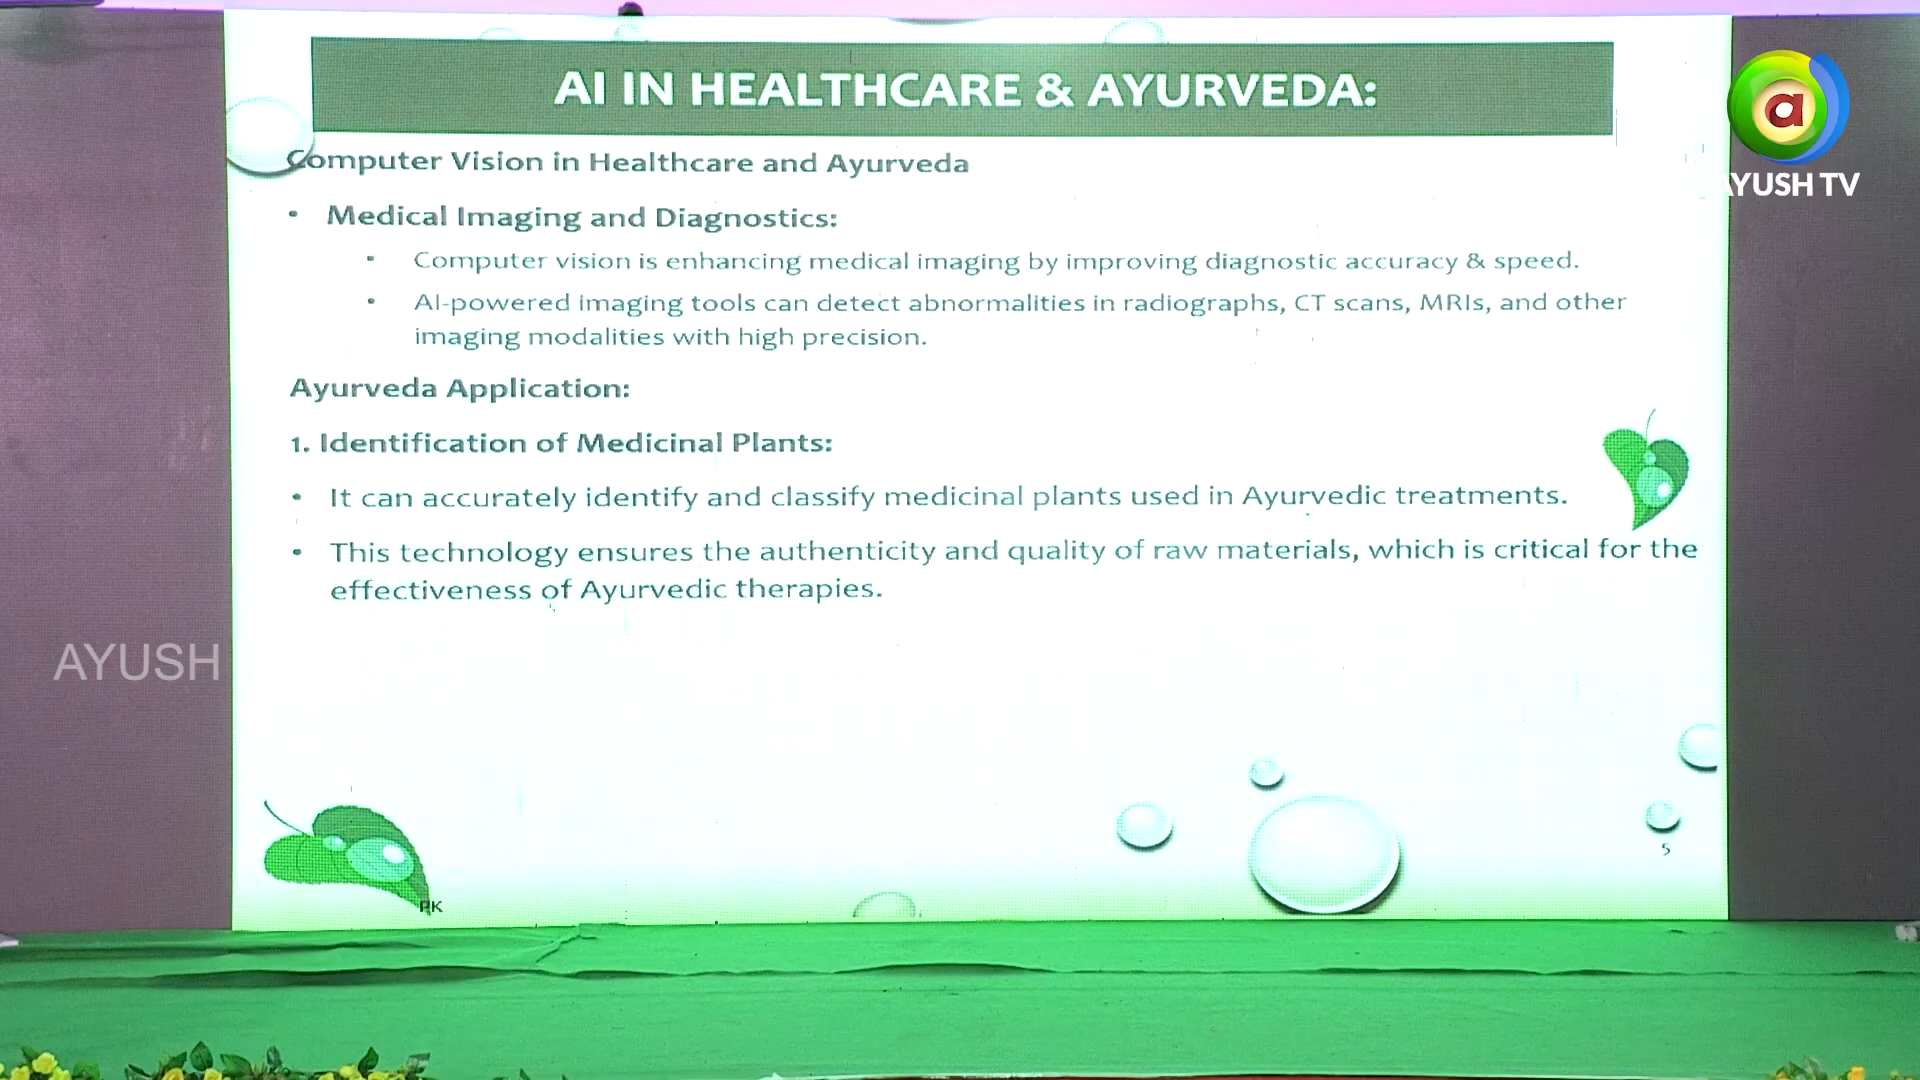 AI IN HEALTHCARE & AYURVEDA:
a
AYUSH TV
Computer Vision in Healthcare and Ayurveda
• Medical Imaging and Diagnostics:
• Computer vision is enhancing medical imaging by improving diagnostic accuracy & speed.
• AI-powered imaging tools can detect abnormalities in radiographs, CT scans, MRIs, and other
imaging modalities with high precision.
Ayurveda Application:
1. Identification of Medicinal Plants:
• It can accurately identify and classify medicinal plants used in Ayurvedic treatments.
• This technology ensures the authenticity and quality of raw materials, which is critical for the
effectiveness of Ayurvedic therapies.
AYUSH
5
PK